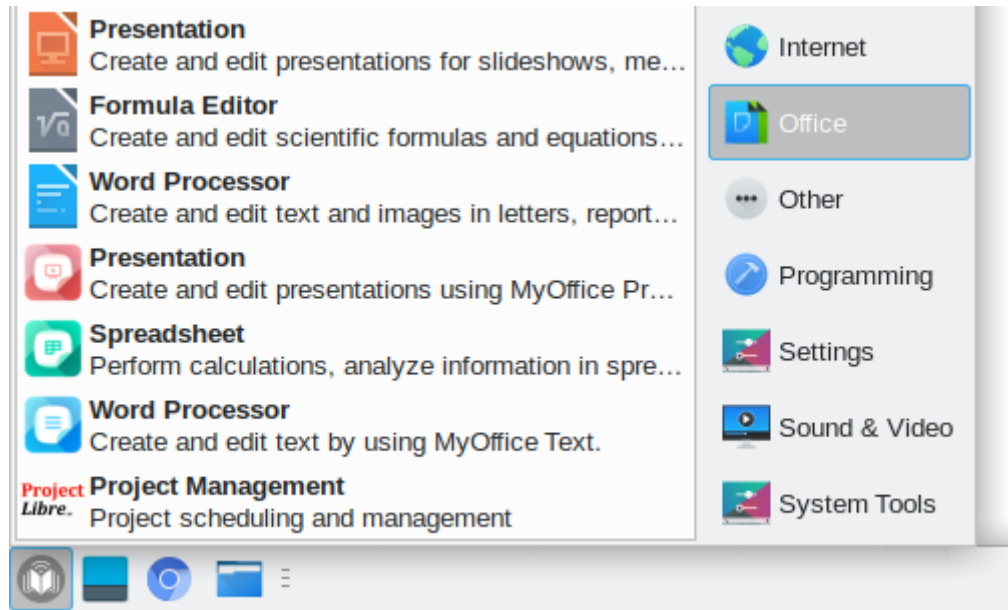 Presentation
Create and edit presentations for slideshows, me...
Formula Editor
Create and edit scientific formulas and equations...
Word Processor
Create and edit text and images in letters, report...
Presentation
Create and edit presentations using MyOffice Pr...
Spreadsheet
Perform calculations, analyze information in spre...
Word Processor
Create and edit text by using MyOffice Text.
Project
Libre
Project Management
Project scheduling and management
Internet
Office
Other
Programming
Settings
Sound & Video
System Tools